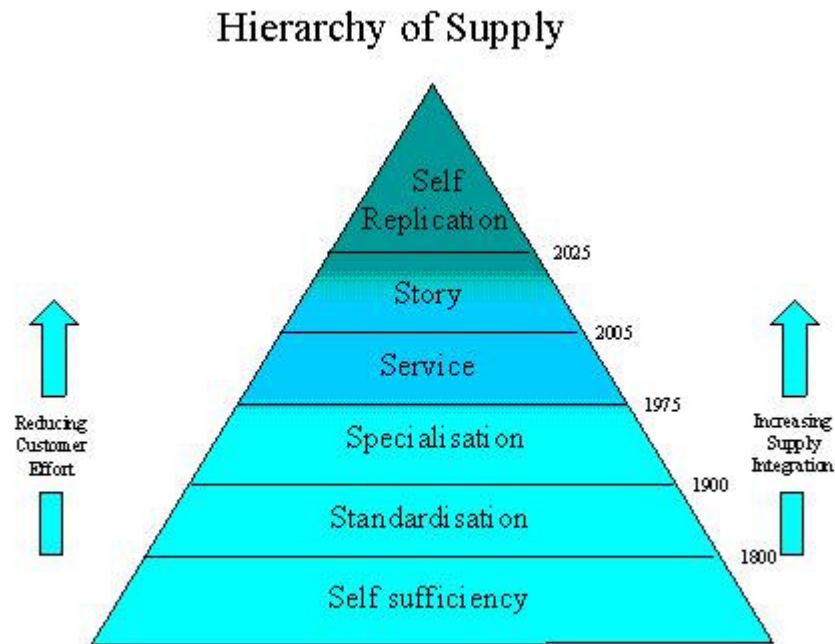 Hierarchy of Supply
Self
Replication
2025
Story
2005
Service
1975
Reducing
Customer
Effort
Specialisation
Increasing
Supply
Integration
1900
Standardisation
1800
Self sufficiency